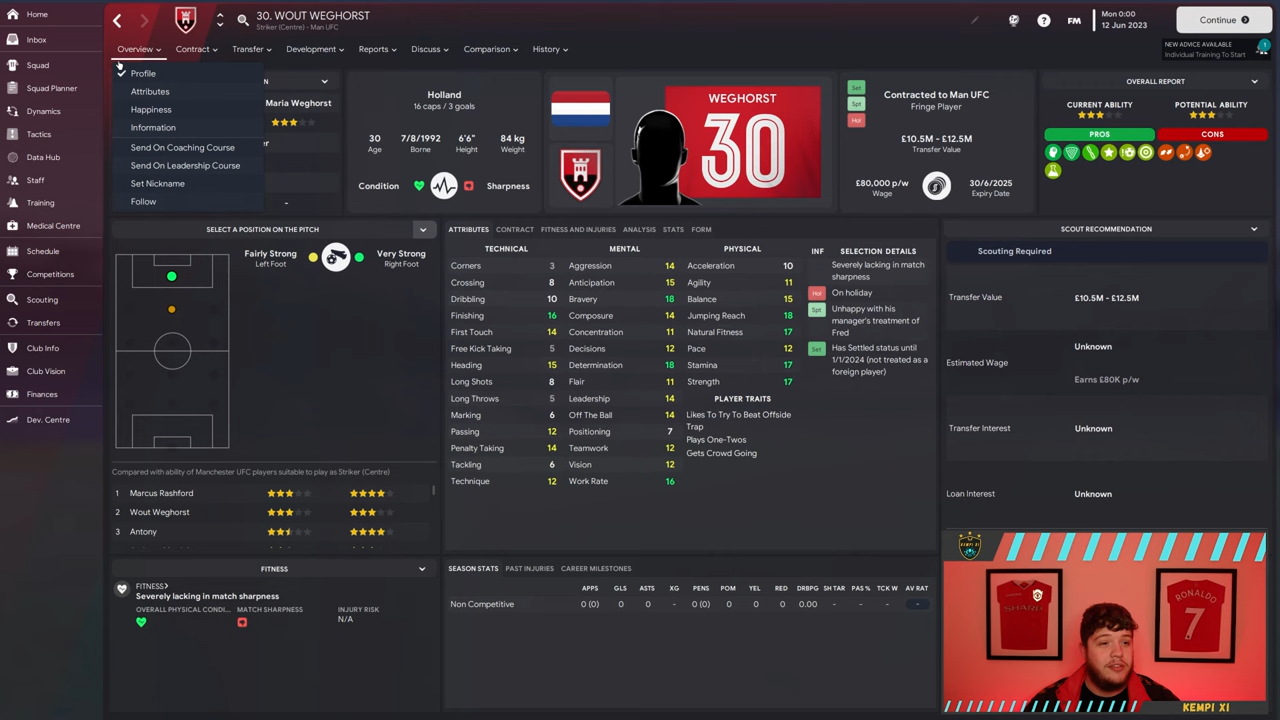 Home
Inbox
Squad
Squad Planner
Dynamics
Tactics
Data Hub
Staff
Training
Medical Centre
Schedule
Competitions
Scouting
Transfers
Club Info
Club Vision
Finances
Dev. Centre
30. WOUT WEGHORST
Striker (Centre) - Man UFC
FM
Mon 0:00
12 Jun 2023
Continue
NEW ADVICE AVAILABLE
Individual Training To Start
1
Overview
Contract
Transfer
Development
Reports
Discuss
Comparison
History
Profile
Attributes
Happiness
Information
Send On Coaching Course
Send On Leadership Course
Set Nickname
Follow
Maria Weghorst
-
Holland
16 caps / 3 goals
30 7/8/1992 6'6" 84 kg
Age Borne Height Weight
Condition Sharpness
WEGHORST
30
Set
Spt
Hol
Contracted to Man UFC
Fringe Player
£10.5M - £12.5M
Transfer Value
£80,000 p/w
Wage
30/6/2025
Expiry Date
OVERALL REPORT
CURRENT ABILITY POTENTIAL ABILITY
PROS CONS
SELECT A POSITION ON THE PITCH
Fairly Strong
Left Foot
Very Strong
Right Foot
Compared with ability of Manchester UFC players suitable to play as Striker (Centre)
1 Marcus Rashford
2 Wout Weghorst
3 Antony
ATTRIBUTES CONTRACT FITNESS AND INJURIES ANALYSIS STATS FORM
TECHNICAL
Corners 3
Crossing 8
Dribbling 10
Finishing 16
First Touch 14
Free Kick Taking 5
Heading 15
Long Shots 8
Long Throws 5
Marking 6
Passing 12
Penalty Taking 14
Tackling 6
Technique 12
MENTAL
Aggression 14
Anticipation 15
Bravery 18
Composure 14
Concentration 11
Decisions 12
Determination 18
Flair 11
Leadership 14
Off The Ball 14
Positioning 7
Teamwork 12
Vision 12
Work Rate 16
PHYSICAL
Acceleration 10
Agility 11
Balance 15
Jumping Reach 18
Natural Fitness 17
Pace 12
Stamina 17
Strength 17
PLAYER TRAITS
Likes To Try To Beat Offside
Trap
Plays One-Twos
Gets Crowd Going
INF SELECTION DETAILS
Severely lacking in match
sharpness
Hol On holiday
Spt Unhappy with his
manager's treatment of
Fred
Set Has Settled status until
1/1/2024 (not treated as a
foreign player)
SCOUT RECOMMENDATION
Scouting Required
Transfer Value £10.5M - £12.5M
Estimated Wage Unknown
Earns £80K p/w
Transfer Interest Unknown
Loan Interest Unknown
FITNESS
FITNESS>
Severely lacking in match sharpness
OVERALL PHYSICAL CONDI... MATCH SHARPNESS INJURY RISK
N/A
SEASON STATS PAST INJURIES CAREER MILESTONES
APPS GLS ASTS XG PENS POM YEL RED DRBPG SH TAR PAS % TCK W AV RAT
Non Competitive 0 (0) 0 0 - 0 (0) 0 0 0 0.00 - - - -
KEMPI XI
SHARP
RONALDO
7
KEMPI XI